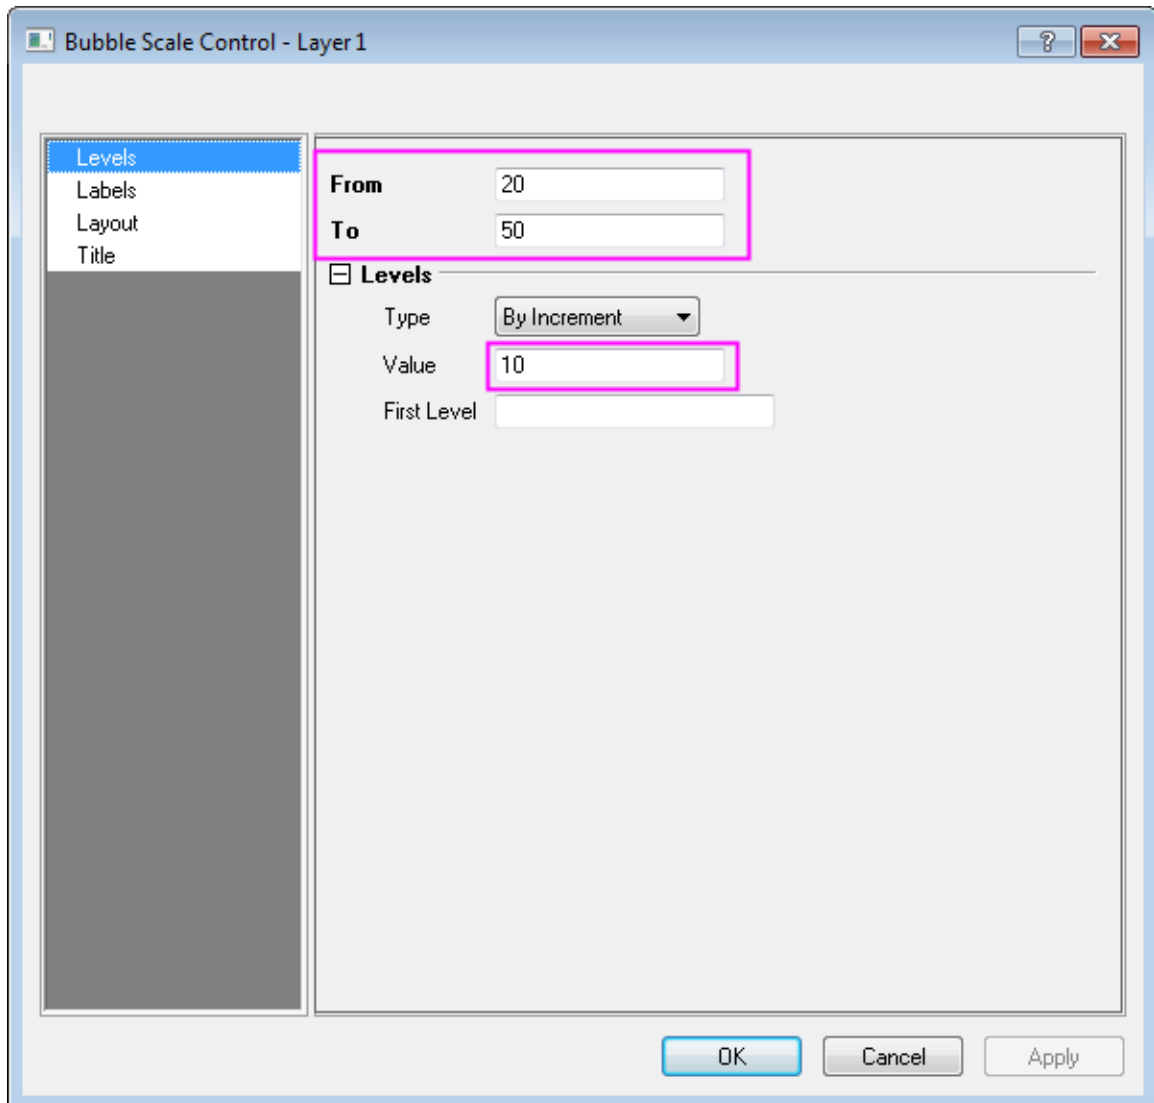 Bubble Scale Control - Layer 1
?
Levels
Labels
Layout
Title
From 20
To 50
Levels
Type By Increment
Value 10
First Level
OK Cancel Apply